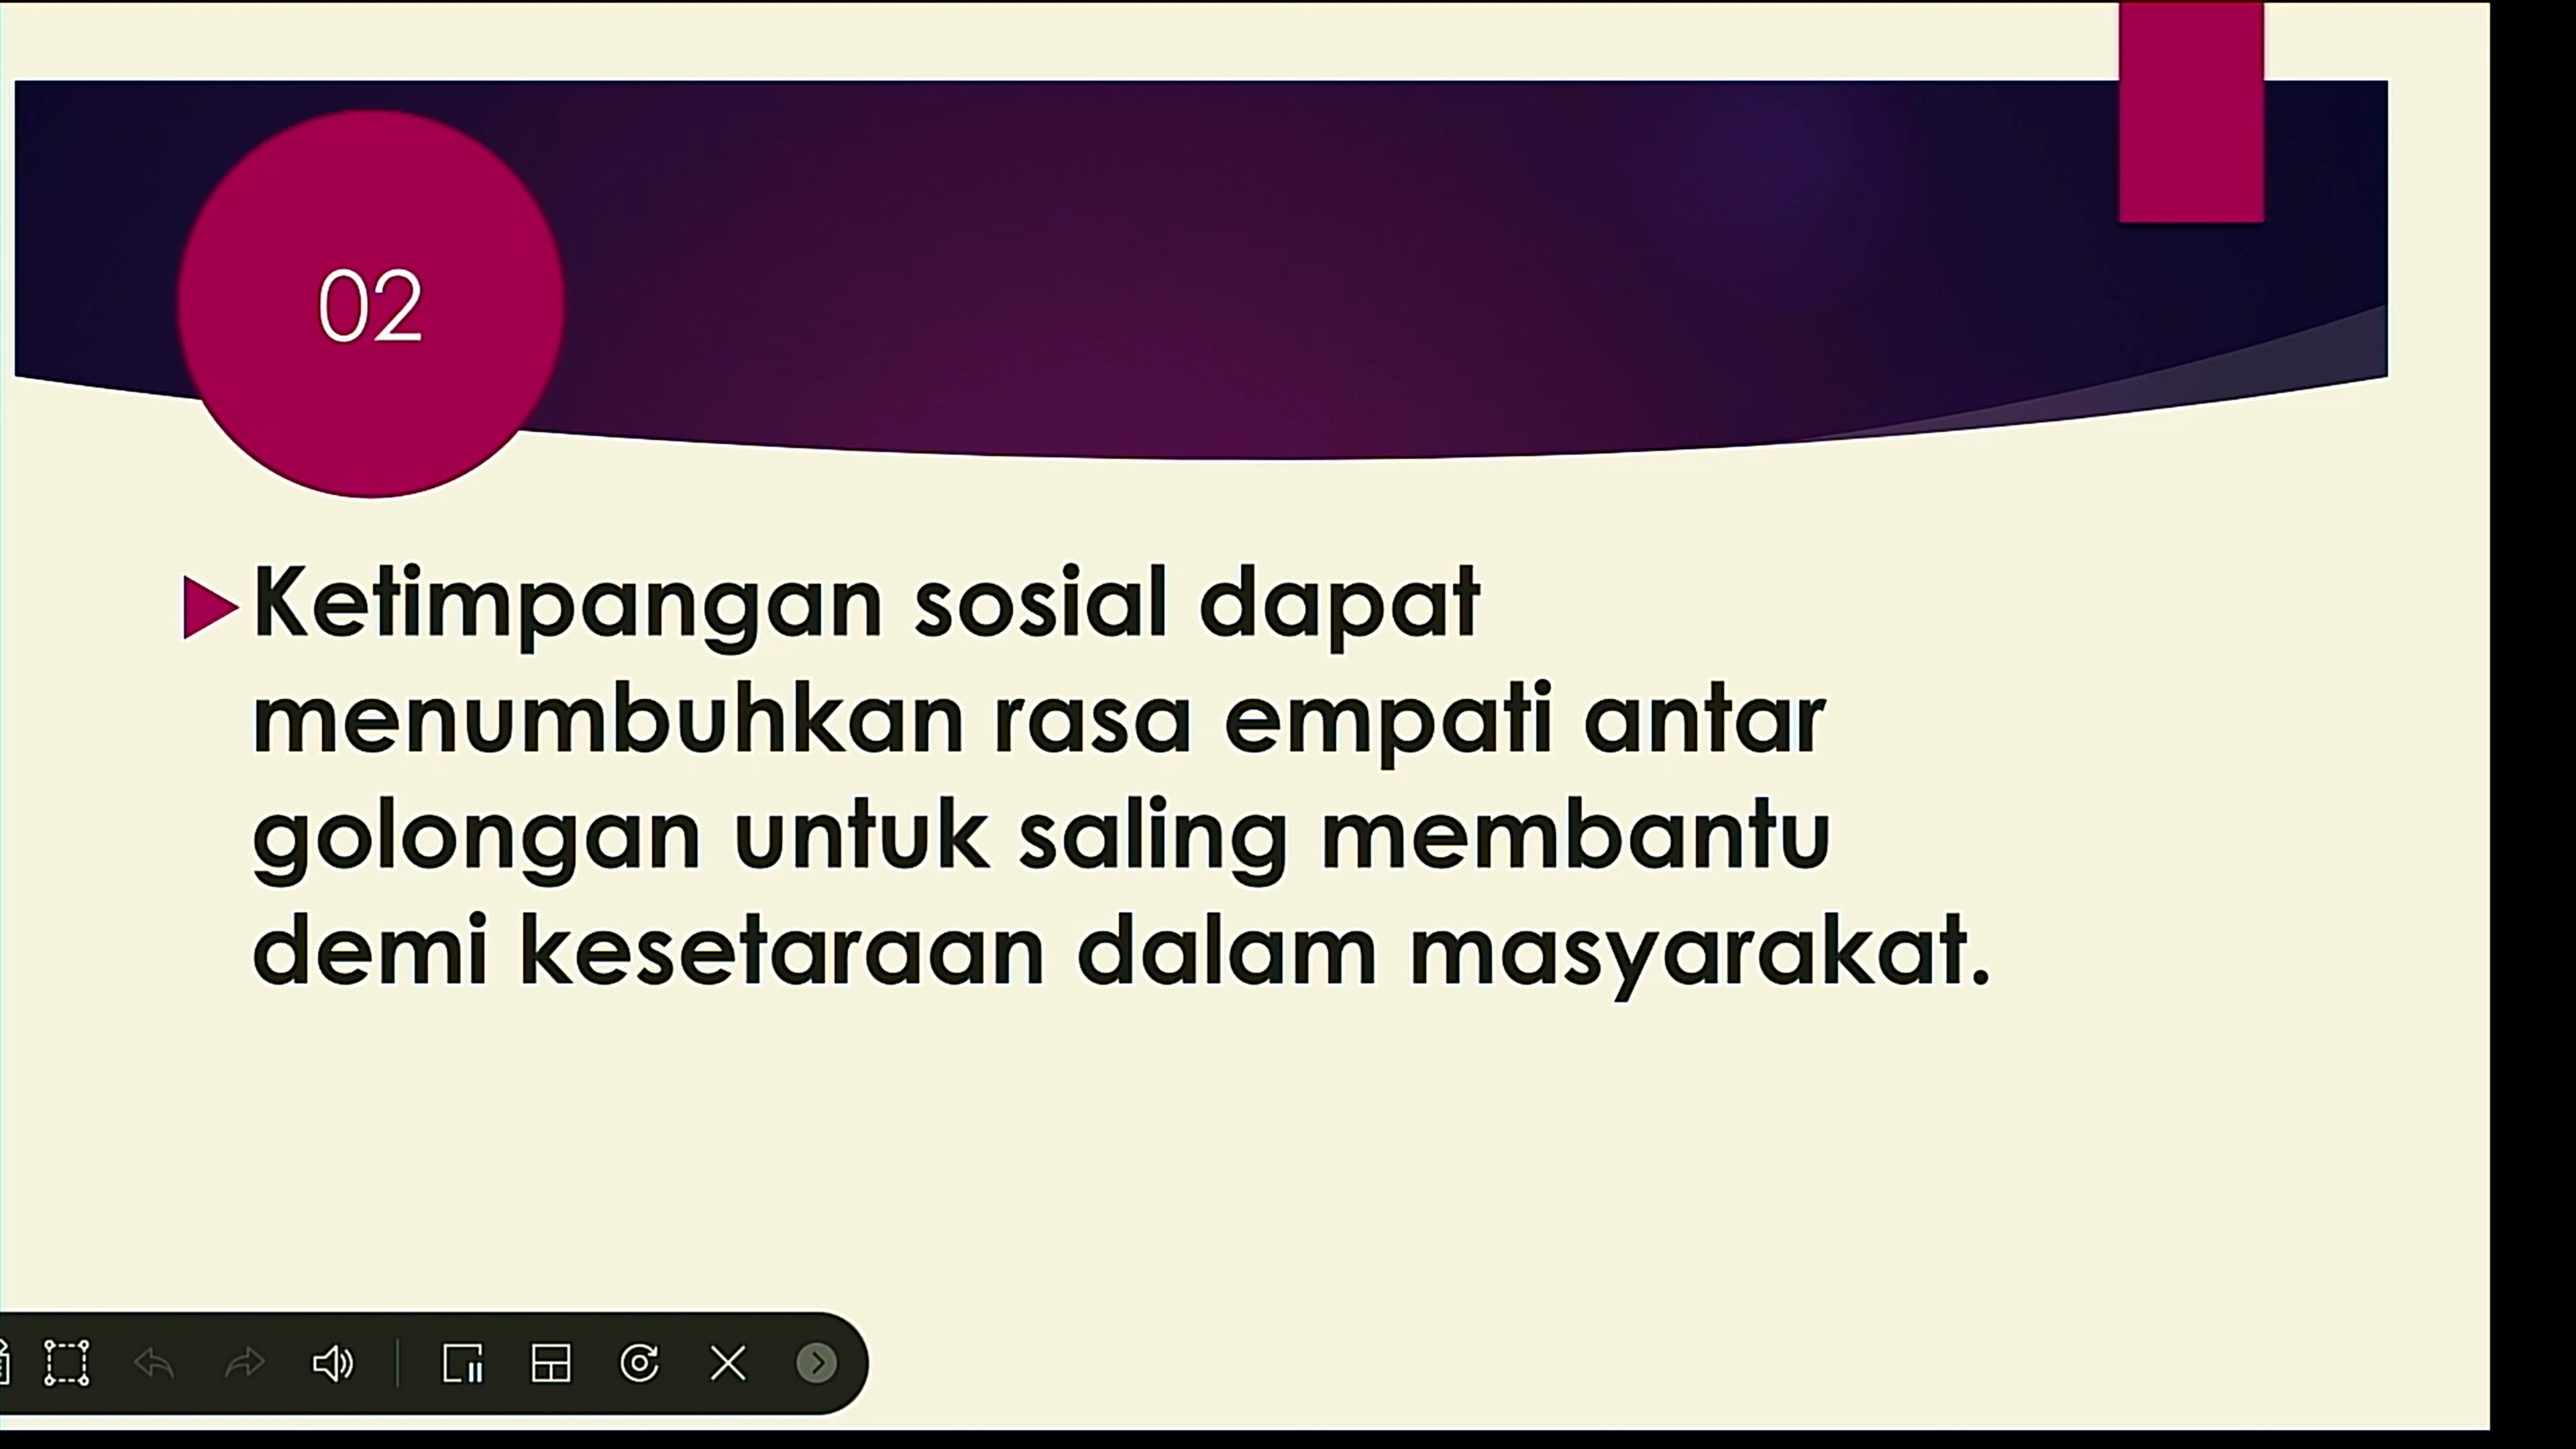 02
Ketimpangan sosial dapat
menumbuhkan rasa empati antar
golongan untuk saling membantu
demi kesetaraan dalam masyarakat.